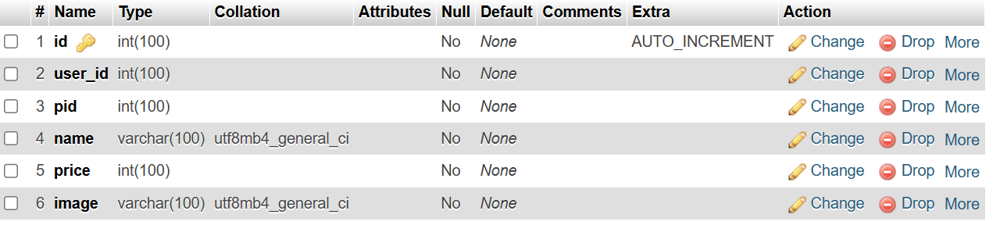 # Name Type Collation Attributes Null Default Comments Extra Action
1 id int(100) No None AUTO_INCREMENT Change Drop More
2 user_id int(100) No None Change Drop More
3 pid int(100) No None Change Drop More
4 name varchar(100) utf8mb4_general_ci No None Change Drop More
5 price int(100) No None Change Drop More
6 image varchar(100) utf8mb4_general_ci No None Change Drop More